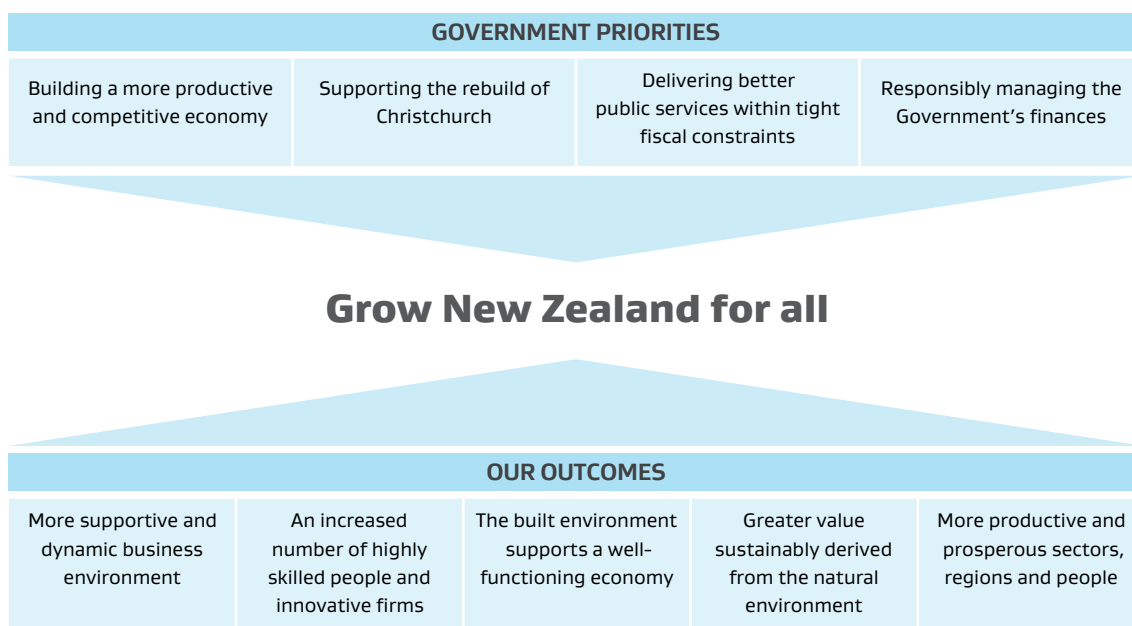 GOVERNMENT PRIORITIES
Building a more productive
and competitive economy
Supporting the rebuild of
Christchurch
Delivering better
public services within tight
fiscal constraints
Responsibly managing the
Government’s finances
Grow New Zealand for all
OUR OUTCOMES
More supportive and
dynamic business
environment
An increased
number of highly
skilled people and
innovative firms
The built environment
supports a well-
functioning economy
Greater value
sustainably derived
from the natural
environment
More productive and
prosperous sectors,
regions and people